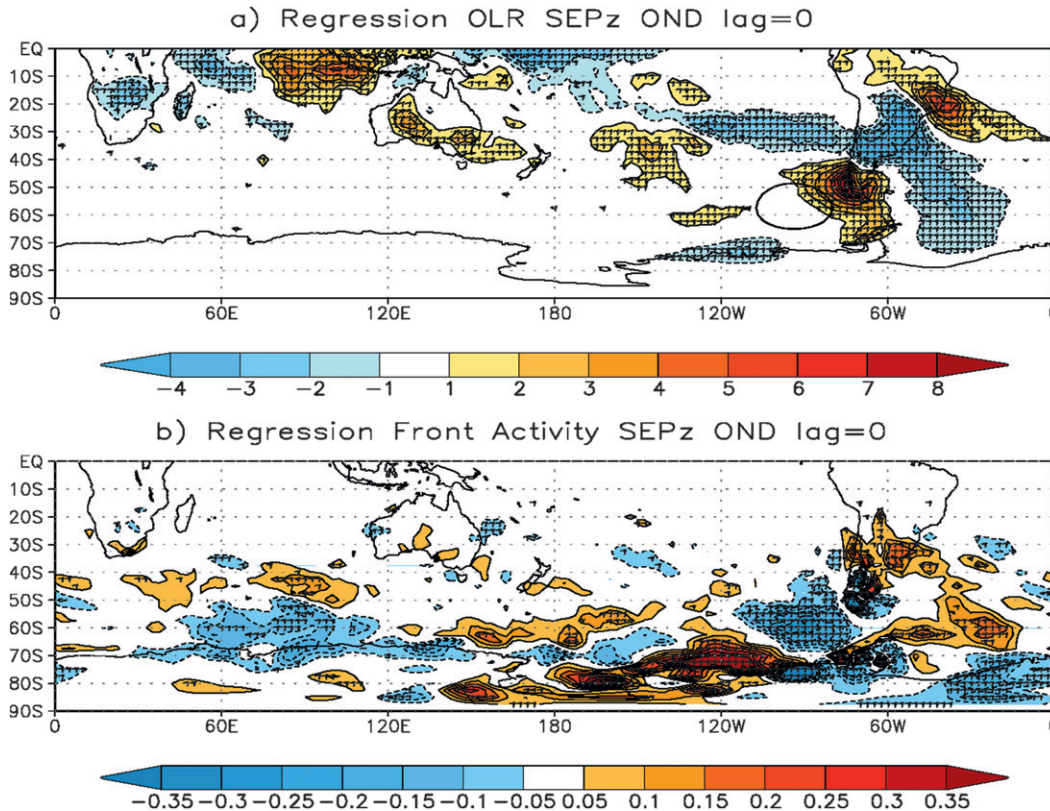 a) Regression OLR SEPz OND lag=0
EQ
10S
20S
30S
40S
50S
60S
70S
80S
90S
0 60E 120E 180 120W 60W 0
−4 −3 −2 −1 1 2 3 4 5 6 7 8
b) Regression Front Activity SEPz OND lag=0
EQ
10S
20S
30S
40S
50S
60S
70S
80S
90S
0 60E 120E 180 120W 60W 0
−0.35 −0.3 −0.25 −0.2 −0.15 −0.1 −0.05 0.05 0.1 0.15 0.2 0.25 0.3 0.35